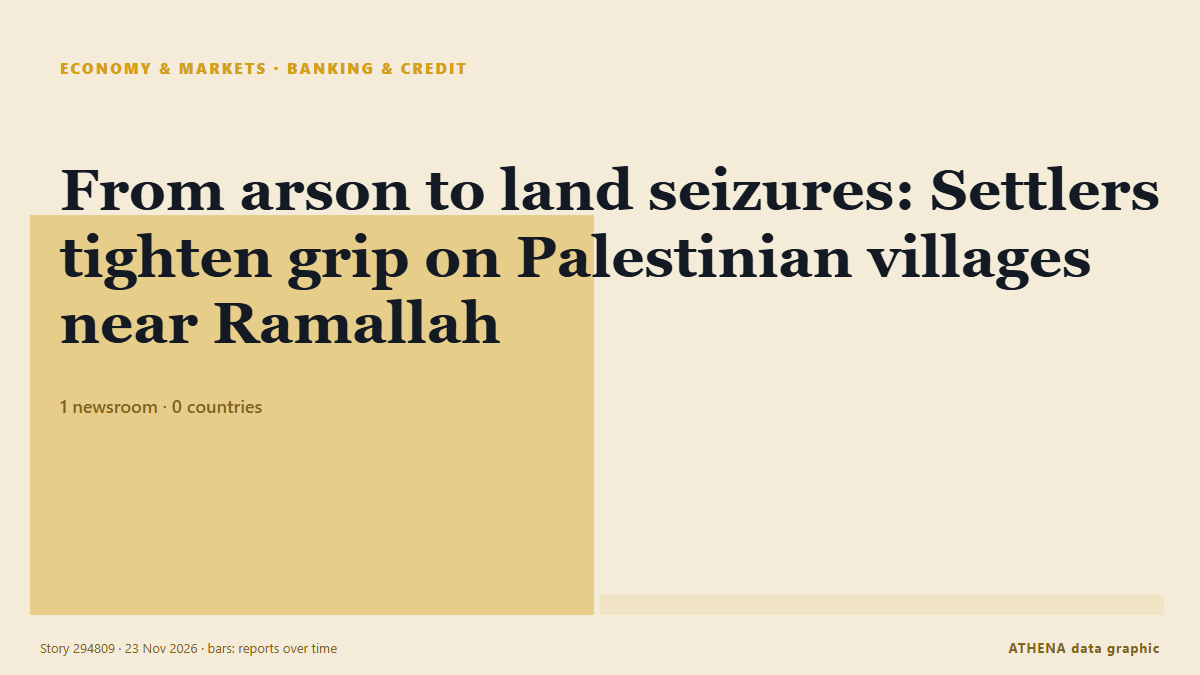 ECONOMY & MARKETS · BANKING & CREDIT
From arson to land seizures: Settlers
tighten grip on Palestinian villages
near Ramallah
1 newsroom · 0 countries
Story 294809 · 23 Nov 2026 · bars: reports over time
ATHENA data graphic